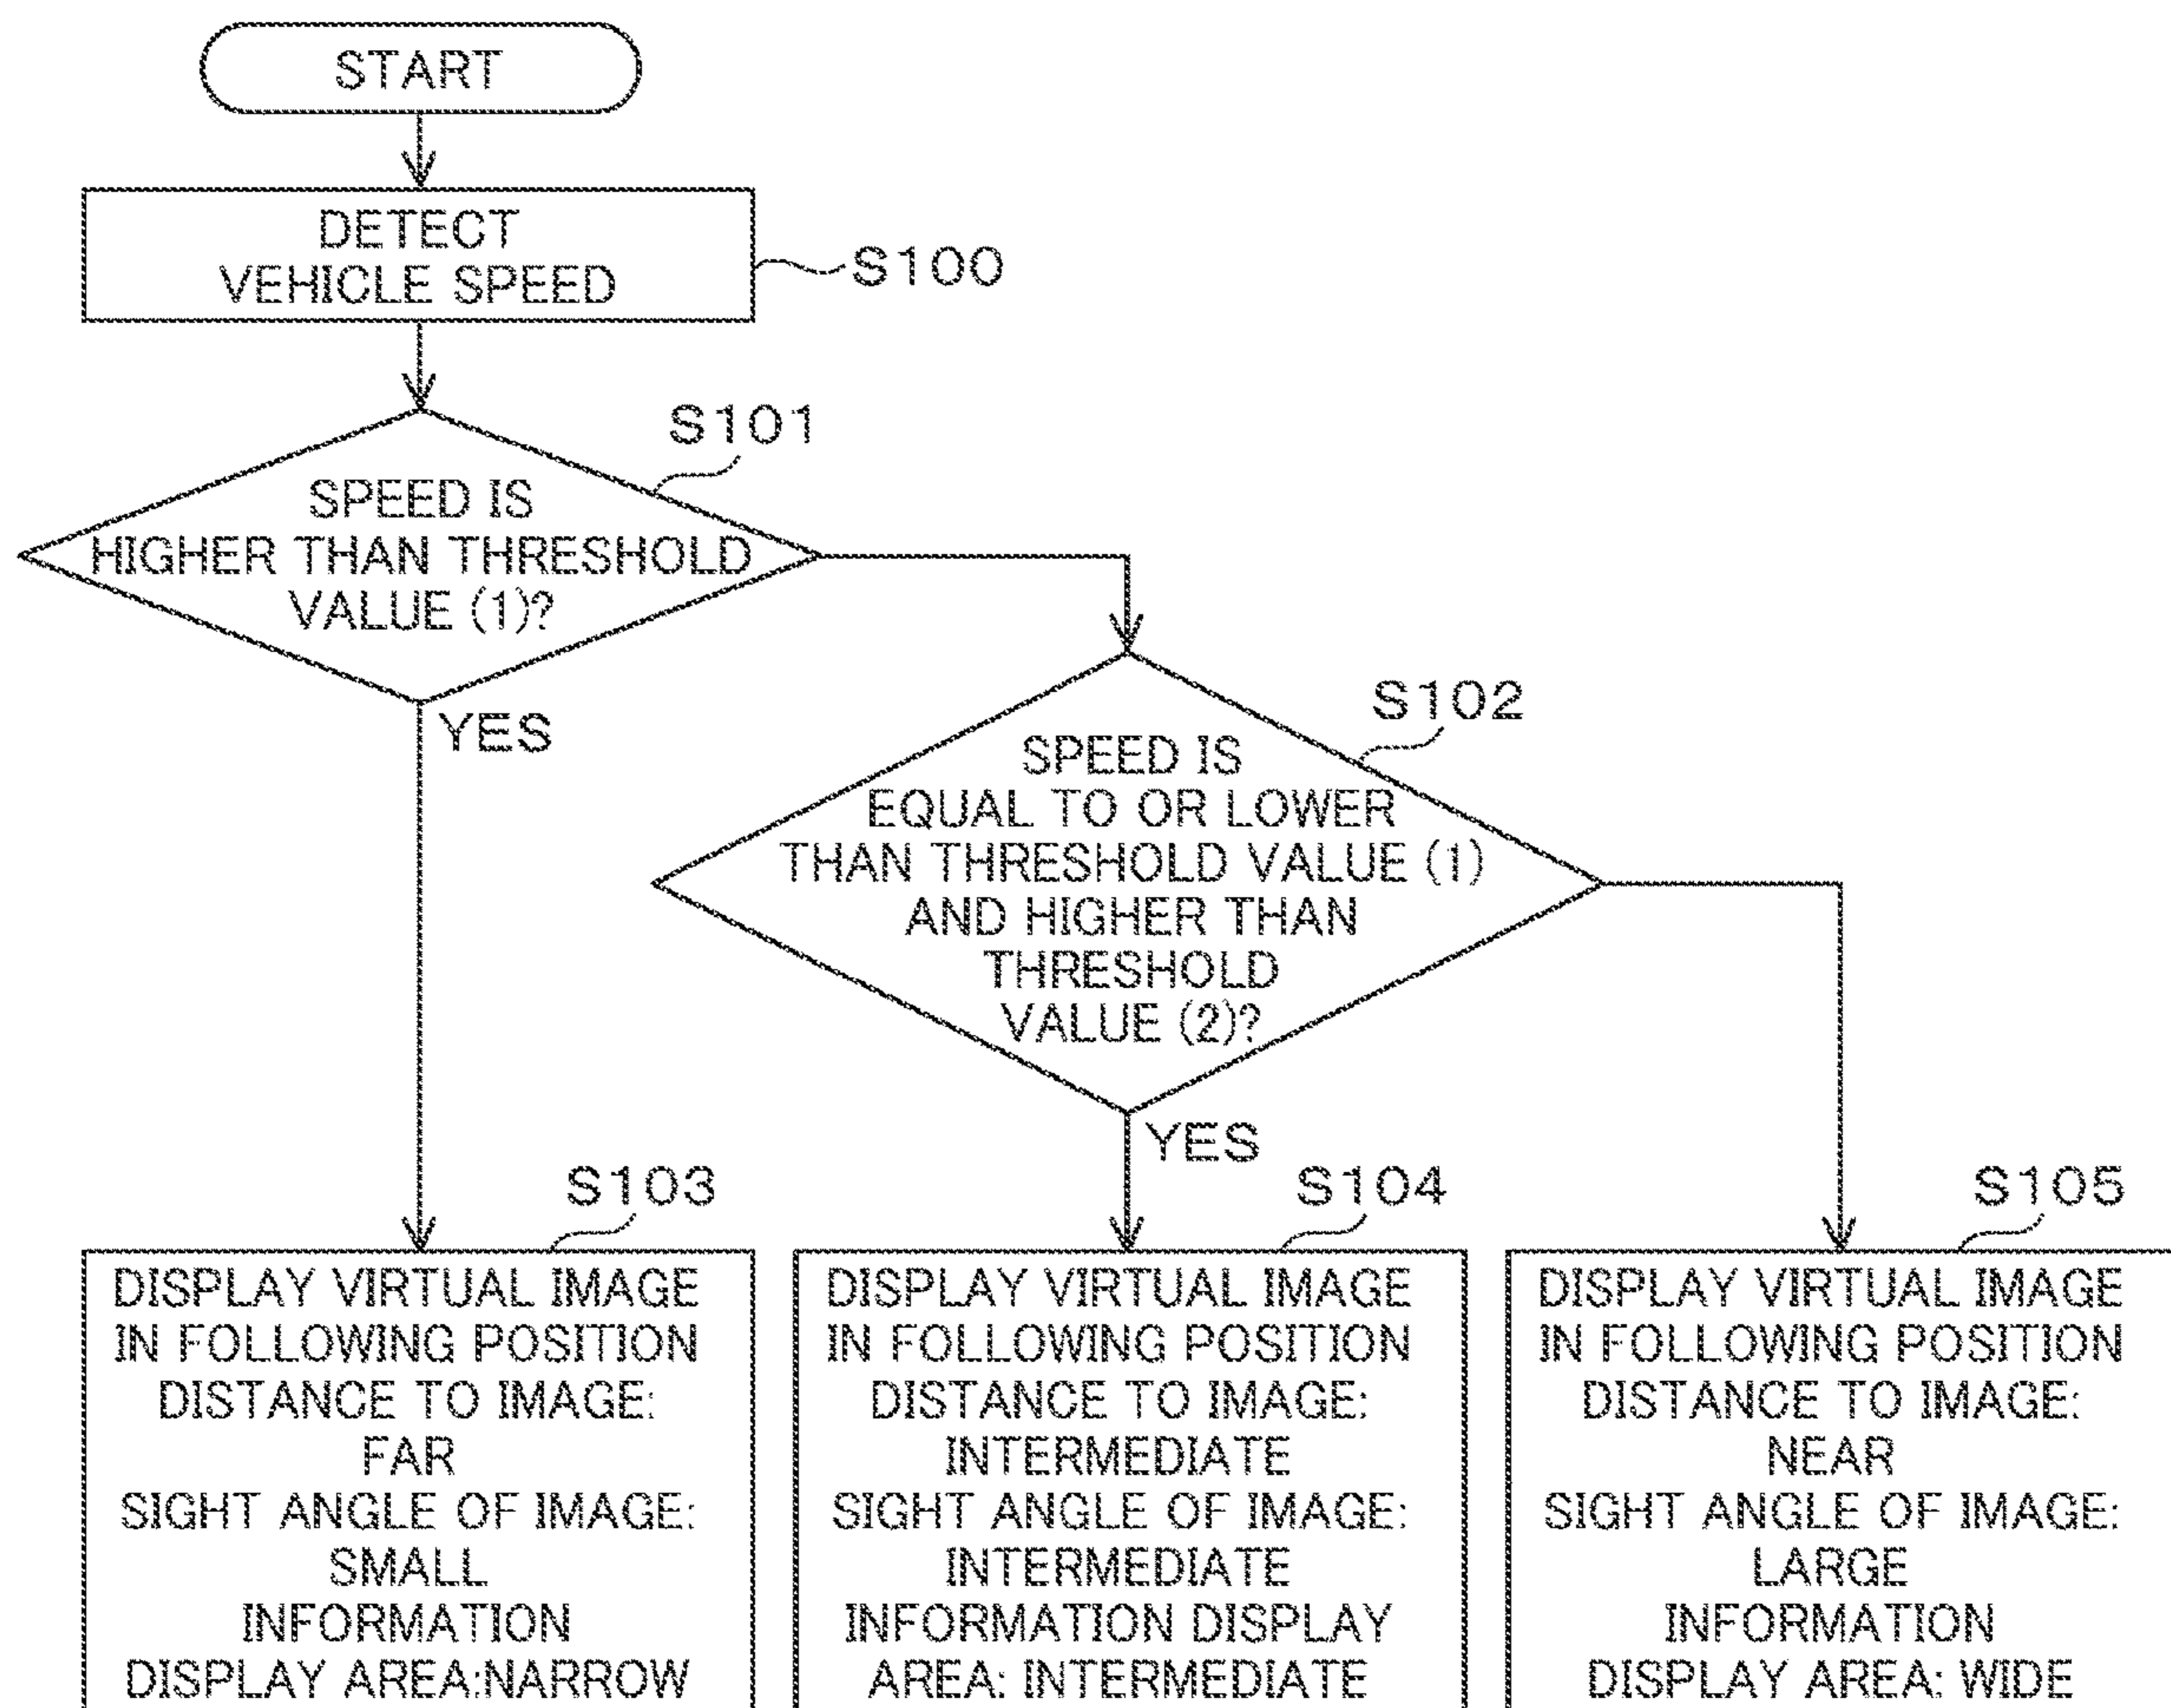 START
DETECT
VEHICLE SPEED
S100
S101
SPEED IS
HIGHER THAN THRESHOLD
VALUE (1)?
YES
S102
SPEED IS
EQUAL TO OR LOWER
THAN THRESHOLD VALUE (1)
AND HIGHER THAN
THRESHOLD
VALUE (2)?
YES
S103
DISPLAY VIRTUAL IMAGE
IN FOLLOWING POSITION
DISTANCE TO IMAGE:
FAR
SIGHT ANGLE OF IMAGE:
SMALL
INFORMATION
DISPLAY AREA:NARROW
S104
DISPLAY VIRTUAL IMAGE
IN FOLLOWING POSITION
DISTANCE TO IMAGE:
INTERMEDIATE
SIGHT ANGLE OF IMAGE:
INTERMEDIATE
INFORMATION DISPLAY
AREA: INTERMEDIATE
S105
DISPLAY VIRTUAL IMAGE
IN FOLLOWING POSITION
DISTANCE TO IMAGE:
NEAR
SIGHT ANGLE OF IMAGE:
LARGE
INFORMATION
DISPLAY AREA: WIDE